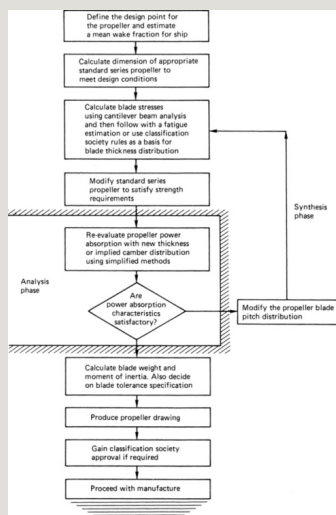 Define the design point for
the propeller and estimate
a mean wake fraction for ship
Calculate dimension of appropriate
standard series propeller to
meet design conditions
Calculate blade stresses
using cantilever beam analysis
and then follow with a fatigue
estimation or use classification
society rules as a basis for
blade thickness distribution
Modify standard series
propeller to satisfy strength
requirements
Synthesis
phase
Re-evaluate propeller power
absorption with new thickness
or implied camber distribution
using simplified methods
Analysis
phase
Are
power absorption
characteristics
satisfactory?
Modify the propeller blade
pitch distribution
Calculate blade weight and
moment of inertia. Also decide
on blade tolerance specification
Produce propeller drawing
Gain classification society
approval if required
Proceed with manufacture